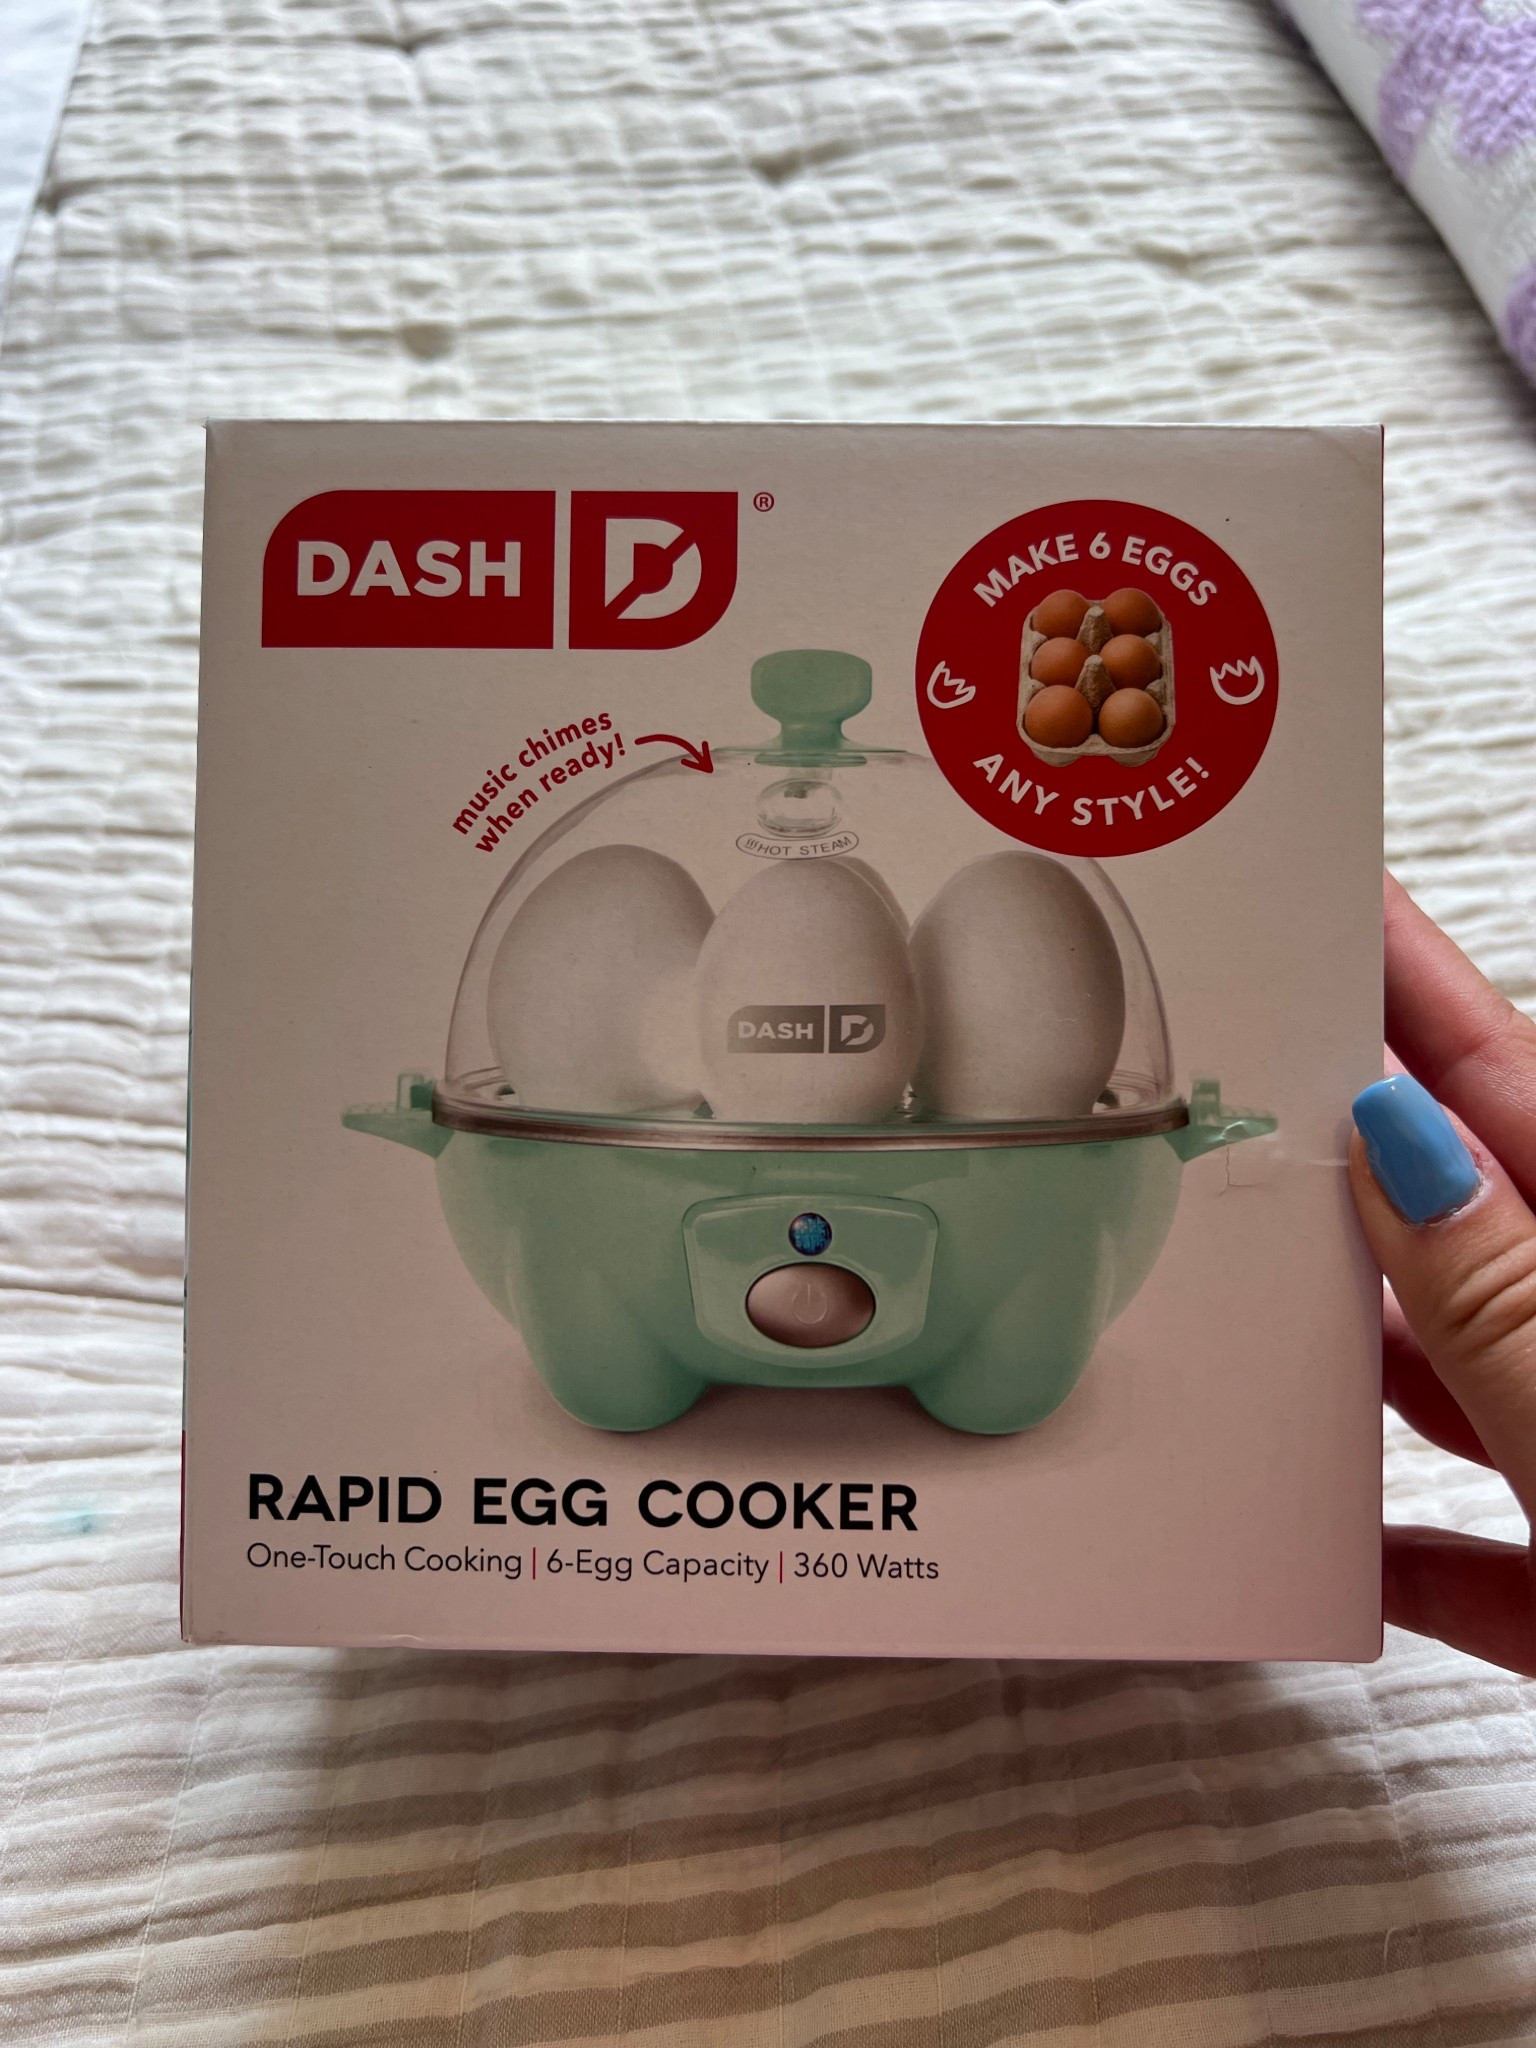 DASH D®
MAKE 6 EGGS
ANY STYLE!
music chimes
when ready!
HOT STEAM
DASH D
RAPID EGG COOKER
One-Touch Cooking | 6-Egg Capacity | 360 Watts